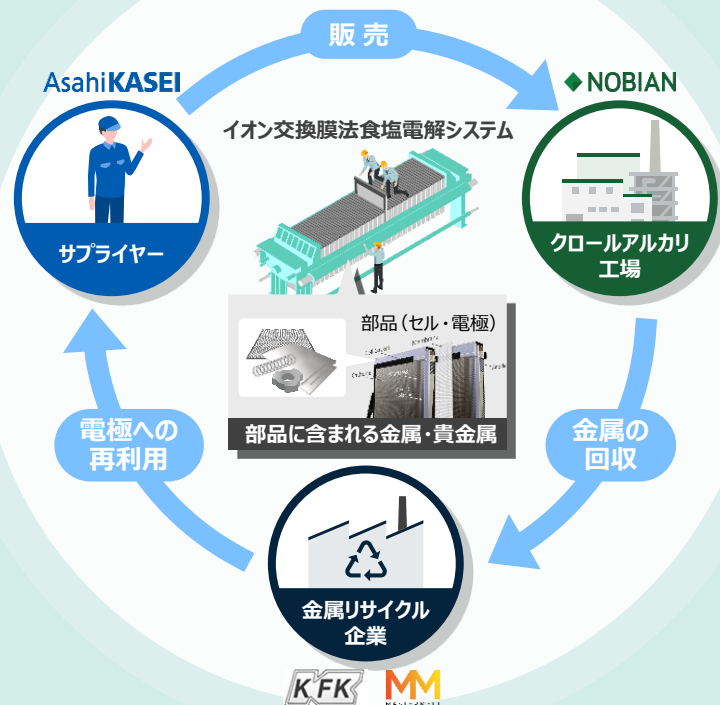 販売
AsahiKASEI
NOBIAN
イオン交換膜法食塩電解システム
サプライヤー
クロールアルカリ
工場
部品（セル・電極）
部品に含まれる金属・貴金属
電極への
再利用
金属の
回収
金属リサイクル
企業
KFK
MM